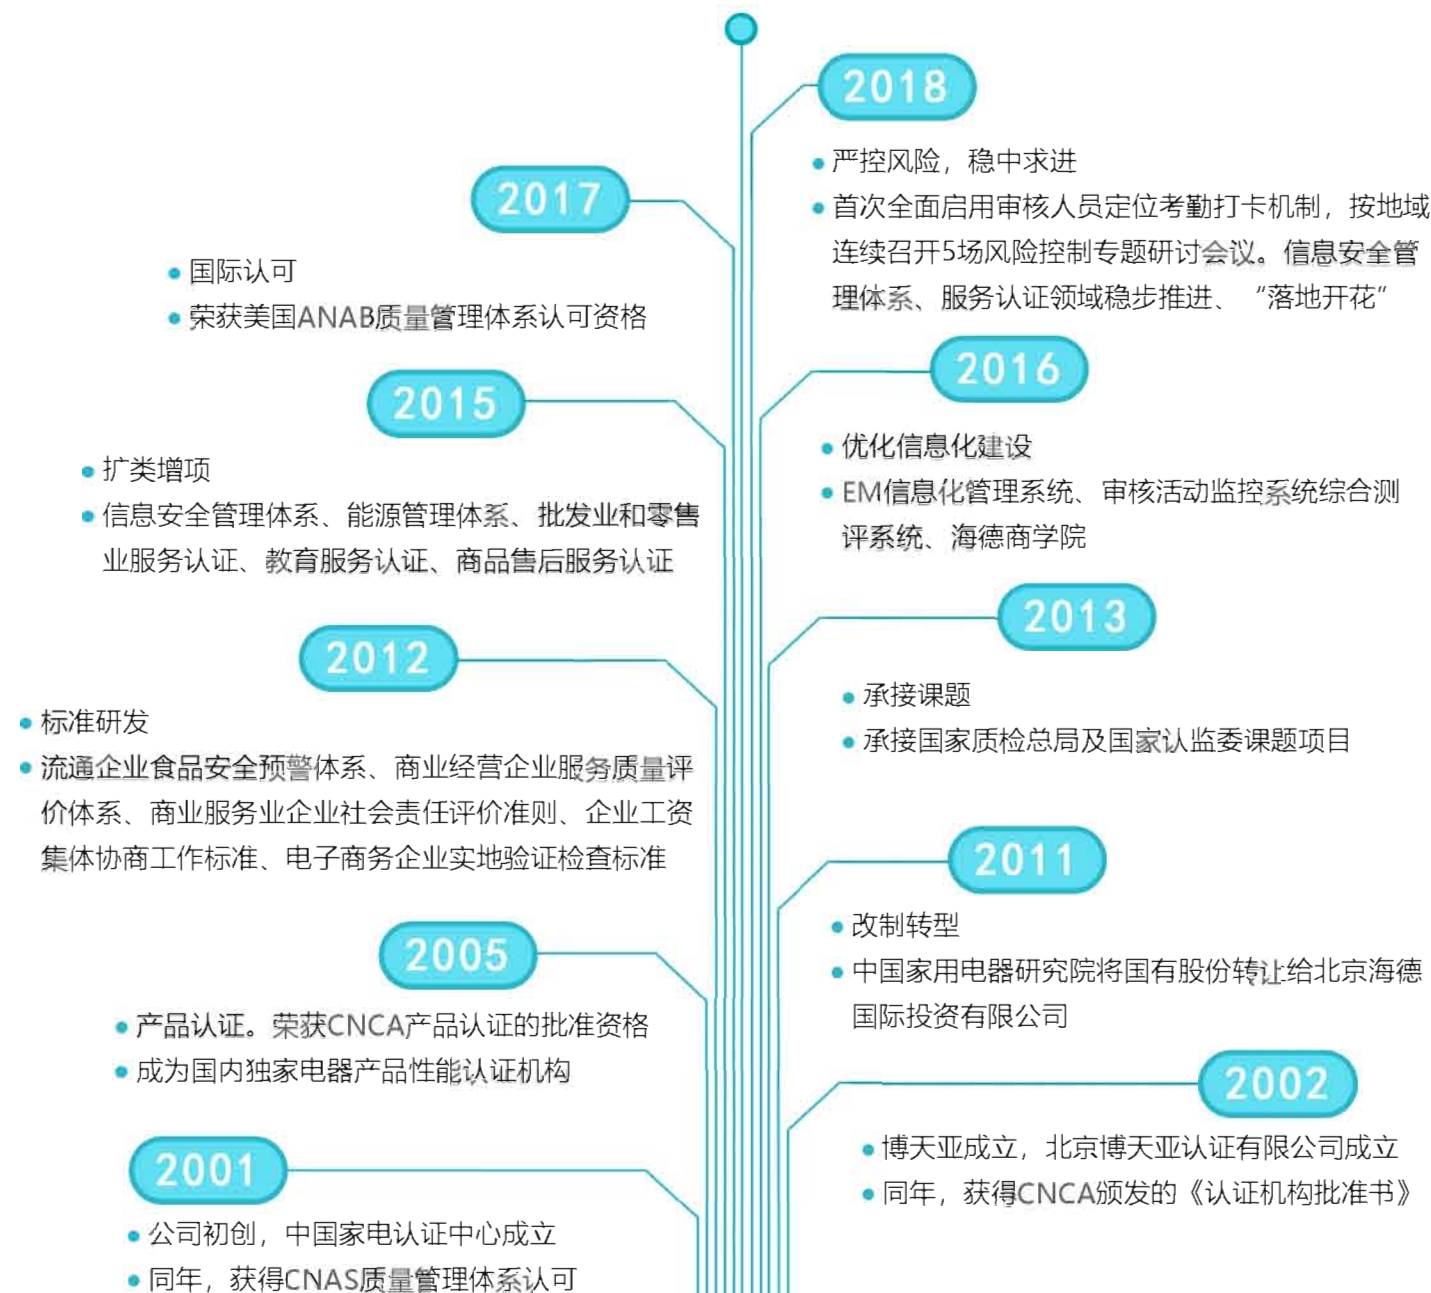 2018
严控风险，稳中求进
首次全面启用审核人员定位考勤打卡机制，按地域
连续召开5场风险控制专题研讨会议。信息安全管
理体系、服务认证领域稳步推进、“落地开花”
2017
国际认可
荣获美国ANAB质量管理体系认可资格
2016
优化信息化建设
EM信息化管理系统、审核活动监控系统综合测
评系统、海德商学院
2015
扩类增项
信息安全管理体系、能源管理体系、批发业和零售
业服务认证、教育服务认证、商品售后服务认证
2013
承接课题
承接国家质检总局及国家认监委课题项目
2012
标准研发
流通企业食品安全预警体系、商业经营企业服务质量评
价体系、商业服务业企业社会责任评价准则、企业工资
集体协商工作标准、电子商务企业实地验证检查标准
2011
改制转型
中国家用电器研究院将国有股份转让给北京海德
国际投资有限公司
2005
产品认证。荣获CNCA产品认证的批准资格
成为国内独家电器产品性能认证机构
2002
博天亚成立，北京博天亚认证有限公司成立
同年，获得CNCA颁发的《认证机构批准书》
2001
公司初创，中国家电认证中心成立
同年，获得CNAS质量管理体系认可